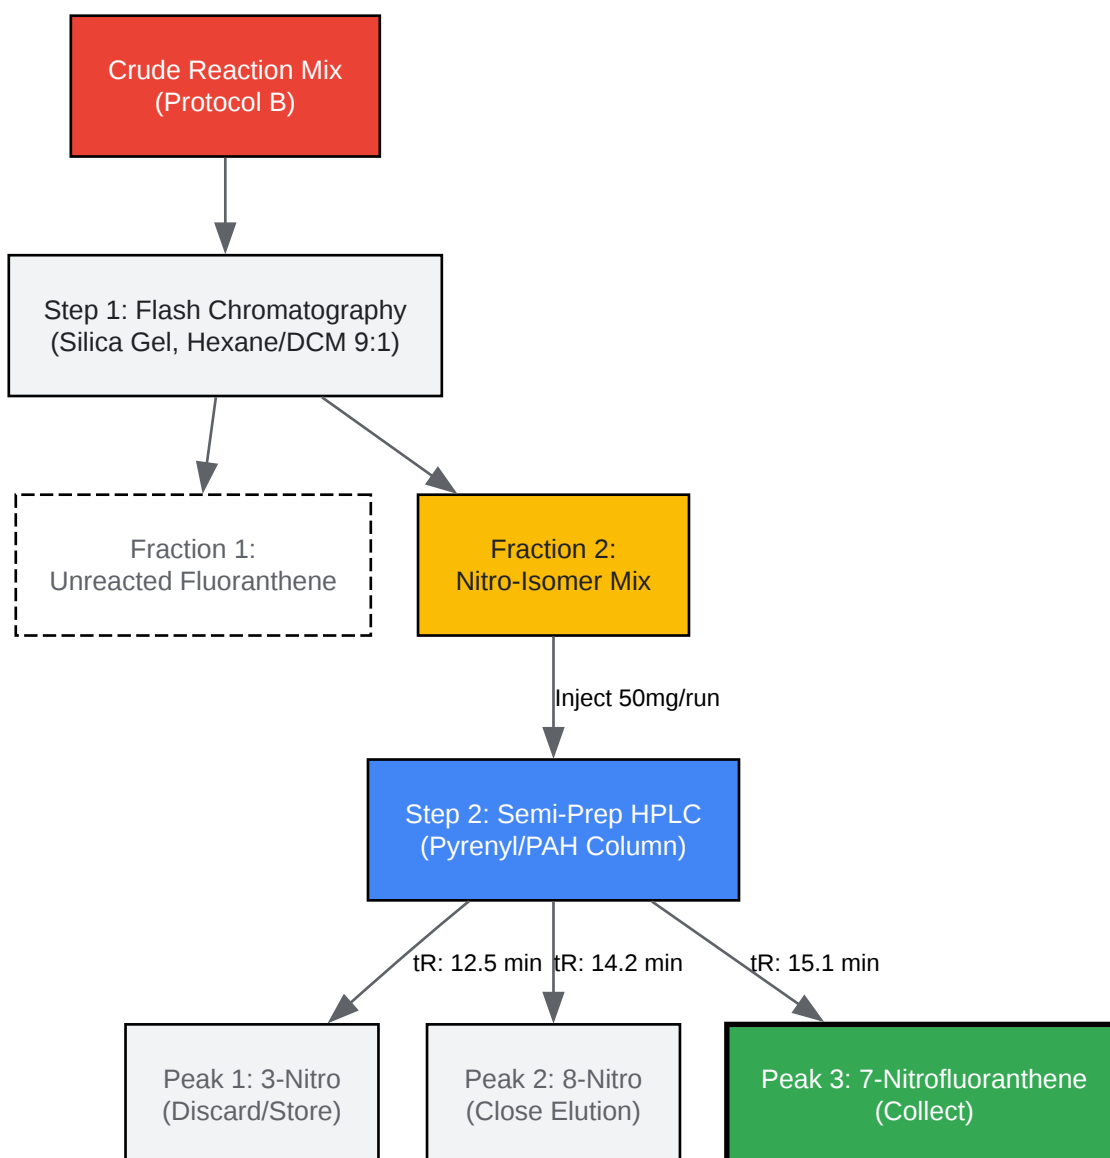 Crude Reaction Mix
(Protocol B)
Step 1: Flash Chromatography
(Silica Gel, Hexane/DCM 9:1)
Fraction 1:
Unreacted Fluoranthene
Fraction 2:
Nitro-Isomer Mix
Inject 50mg/run
Step 2: Semi-Prep HPLC
(Pyrenyl/PAH Column)
tR: 12.5 min
tR: 14.2 min
tR: 15.1 min
Peak 1: 3-Nitro
(Discard/Store)
Peak 2: 8-Nitro
(Close Elution)
Peak 3: 7-Nitrofluoranthene
(Collect)